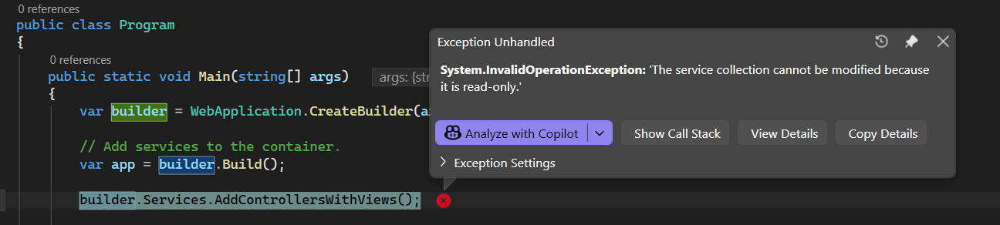 0 references
public class Program
{
0 references
public static void Main(string[] args)
args: {str
{
var builder = WebApplication.CreateBuilder(a
// Add services to the container.
var app = builder.Build();
builder.Services.AddControllersWithViews();
Exception Unhandled
System.InvalidOperationException: 'The service collection cannot be modified because
it is read-only.'
Analyze with Copilot
Show Call Stack
View Details
Copy Details
Exception Settings